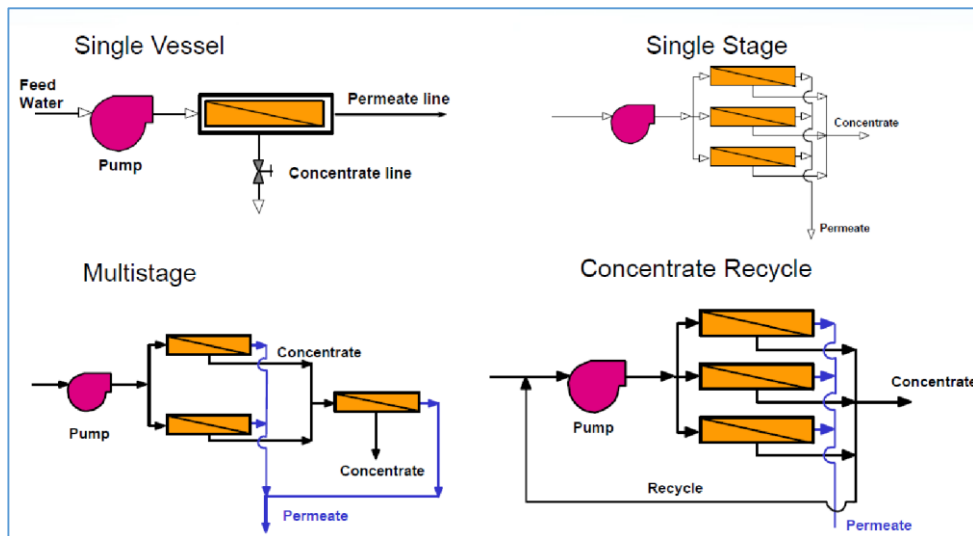 Single Vessel
Feed
Water
Pump
Permeate line
Concentrate line
Single Stage
Concentrate
Permeate
Multistage
Pump
Concentrate
Concentrate
Permeate
Concentrate Recycle
Pump
Concentrate
Recycle
Permeate